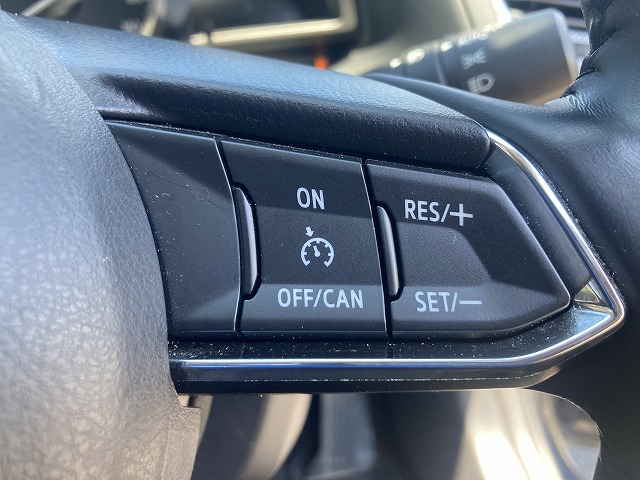 ON
RES/+
OFF/CAN
SET/−